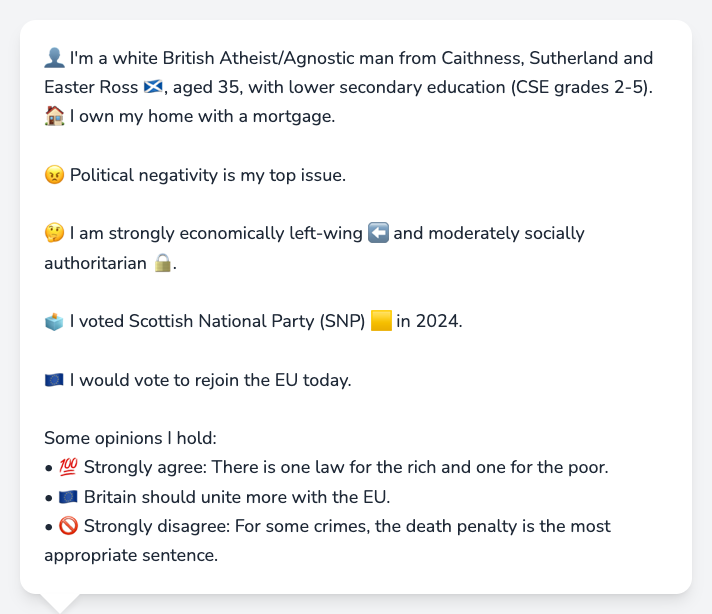 👤 I'm a white British Atheist/Agnostic man from Caithness, Sutherland and
Easter Ross 🏴󠁧󠁢󠁳󠁣󠁴󠁿, aged 35, with lower secondary education (CSE grades 2-5).
🏠 I own my home with a mortgage.
😠 Political negativity is my top issue.
🤔 I am strongly economically left-wing ⬅️ and moderately socially
authoritarian 🔒.
🗳️ I voted Scottish National Party (SNP) 🟨 in 2024.
🇪🇺 I would vote to rejoin the EU today.
Some opinions I hold:
• 💯 Strongly agree: There is one law for the rich and one for the poor.
• 🇪🇺 Britain should unite more with the EU.
• 🚫 Strongly disagree: For some crimes, the death penalty is the most
appropriate sentence.